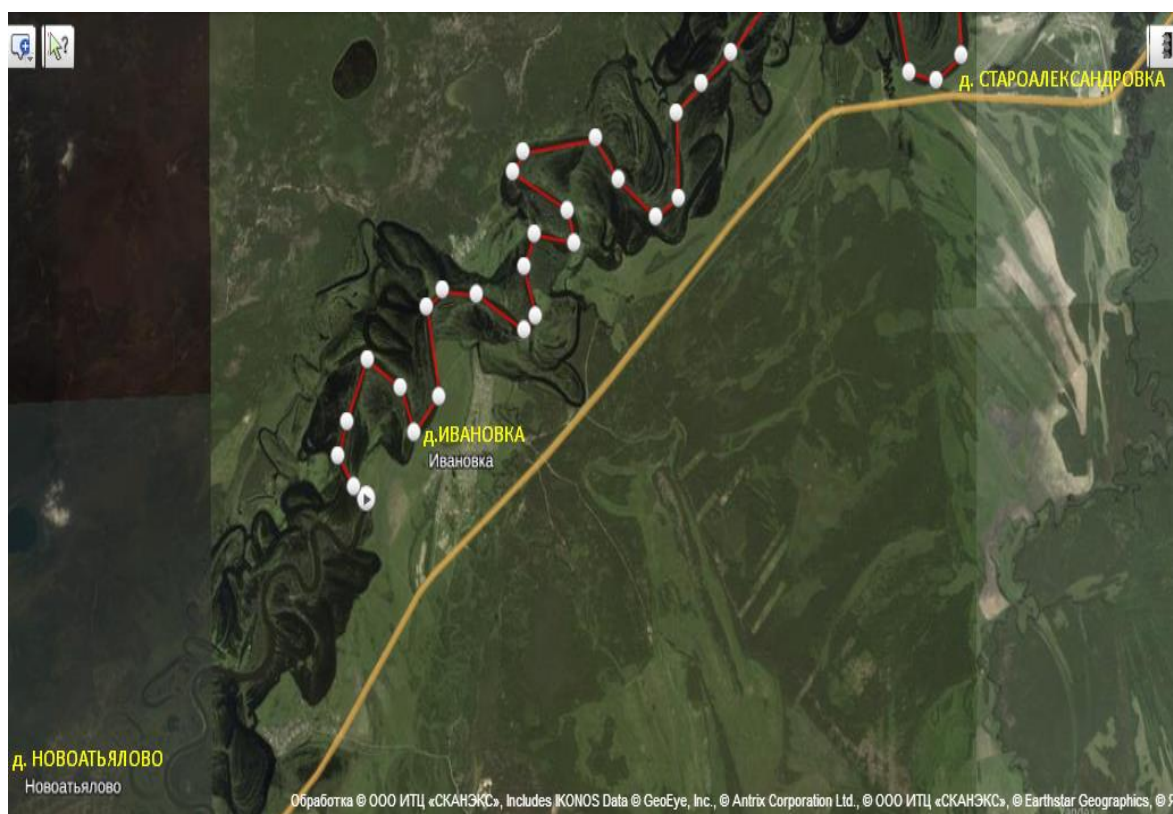 ?
д. СТАРОАЛЕКСАНДРОВКА
д.ИВАНОВКА
Ивановка
д. НОВОАТЬЯЛОВО
Новоатьялово
Обработка © ООО ИТЦ «СКАНЭКС», Includes IKONOS Data © GeoEye, Inc., © Antrix Corporation Ltd., © ООО ИТЦ «СКАНЭКС», © Earthstar Geographics, © Я